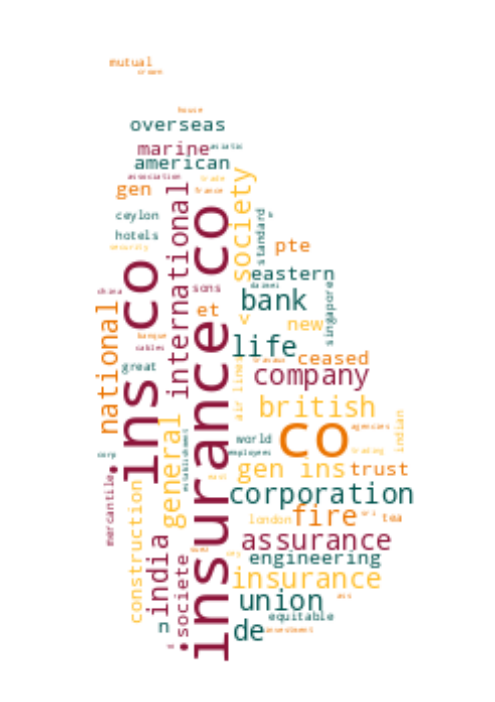 mutual
crown
house
overseas
marine
asiatic
american
association
trade
gen
france
international
society
ceylon
co
standard
hotels
security
pte
eastern
dainei
ins co
insurance co
china
sons
bank
singapore
national
et
v
new
banque
cables
life
ceased
great
air lines
company
british
indian
general
co
agencies
establishment
world
employees
corp
gen ins
trust
trading
mercantile
corporation
construction
london
fire
sri
tea
india
assurance
societe
engineering
insurance
union
equitable
n
de
investment